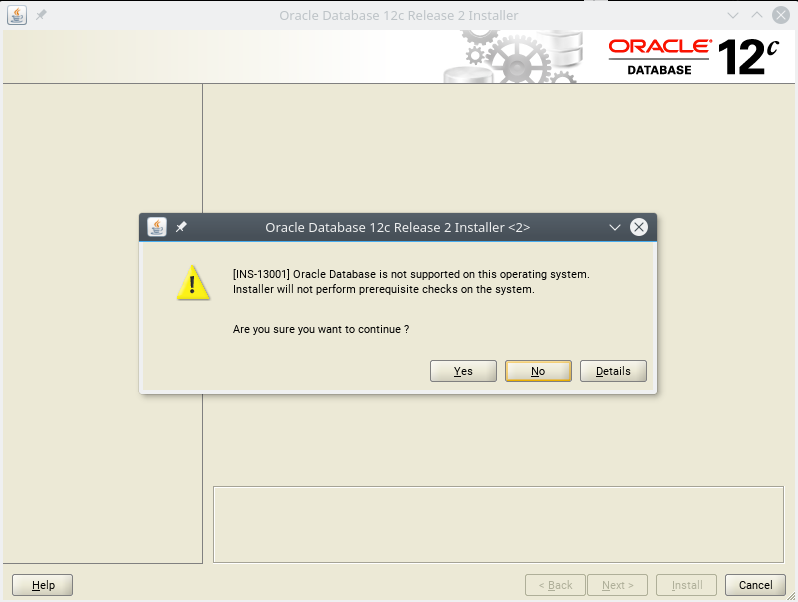 Oracle Database 12c Release 2 Installer
ORACLE®
DATABASE
12c
Oracle Database 12c Release 2 Installer <2>
[INS-13001] Oracle Database is not supported on this operating system.
Installer will not perform prerequisite checks on the system.
Are you sure you want to continue ?
Yes No Details
Help < Back Next > Install Cancel